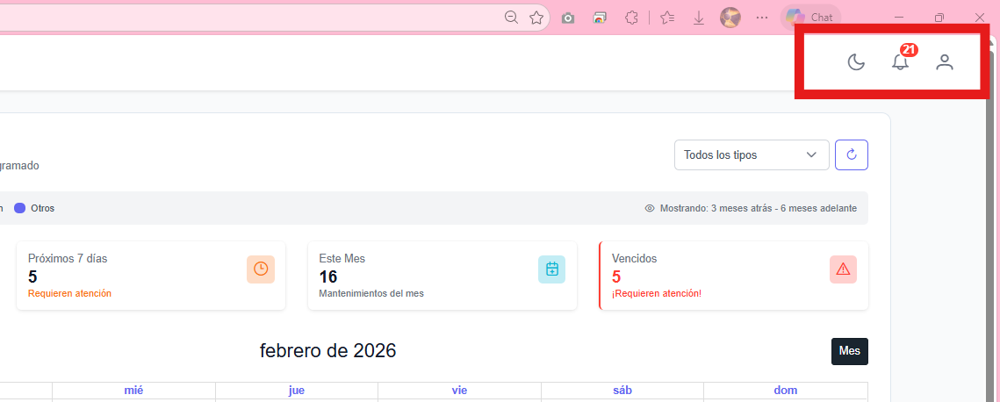 Chat
21
gramado
Todos los tipos
n Otros
Mostrando: 3 meses atrás - 6 meses adelante
Próximos 7 días
5
Requieren atención
Este Mes
16
Mantenimientos del mes
Vencidos
5
¡Requieren atención!
febrero de 2026
Mes
mié jue vie sáb dom